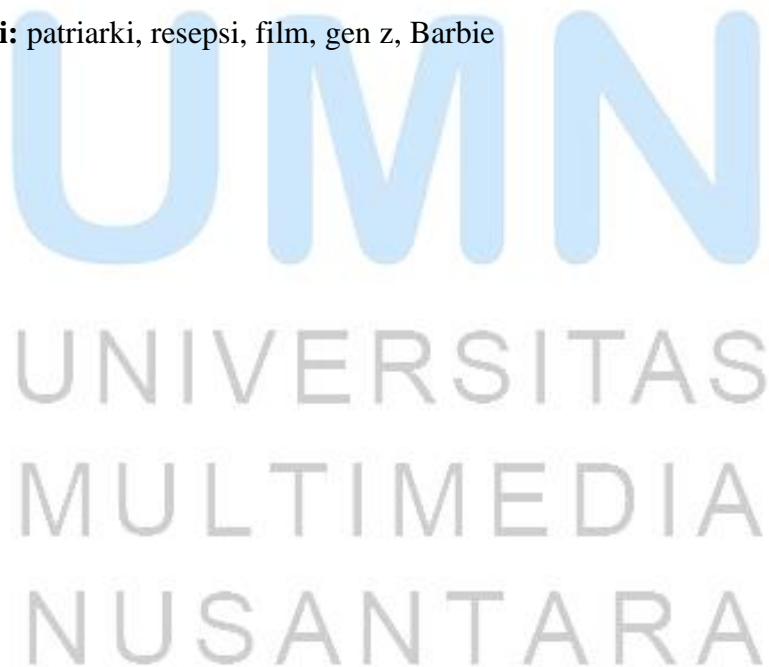 i: patriarki, resepsi, film, gen z, Barbie
UMN
UNIVERSITAS
MULTIMEDIA
NUSANTARA